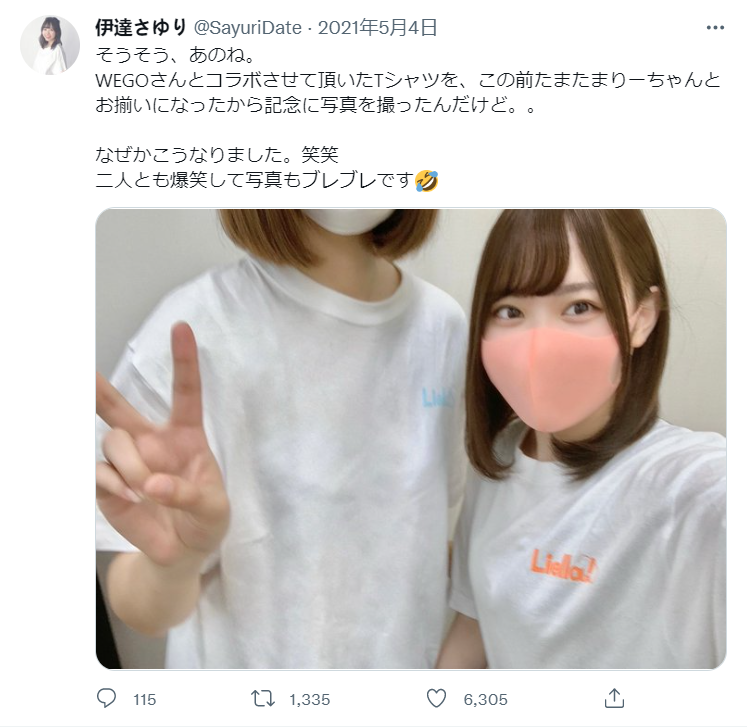 伊達さゆり @SayuriDate · 2021年5月4日
そうそう、あのね。
WEGOさんとコラボさせて頂いたTシャツを、この前たまたまりーちゃんと
お揃いになったから記念に写真を撮ったんだけど。。
なぜかこうなりました。笑笑
二人とも爆笑して写真もブレブレです🤣
Liella!
115 1,335 6,305